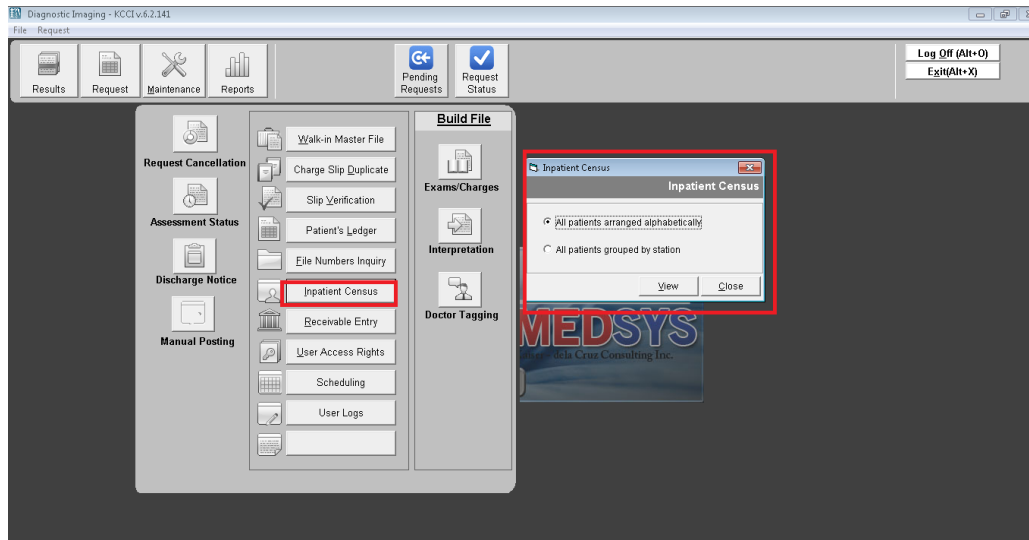 Diagnostic Imaging - KCCI v.6.2.141
File Request
Results
Request
Maintenance
Reports
Pending Requests
Request Status
Log Off (Alt+O)
Exit(Alt+X)
Request Cancellation
Assessment Status
Discharge Notice
Manual Posting
Walk-in Master File
Charge Slip Duplicate
Slip Verification
Patient's Ledger
File Numbers Inquiry
Inpatient Census
Receivable Entry
User Access Rights
Scheduling
User Logs
Build File
Exams/Charges
Interpretation
Doctor Tagging
Inpatient Census
Inpatient Census
All patients arranged alphabetically
All patients grouped by station
View
Close
MEDSYS
dela Cruz Consulting Inc.